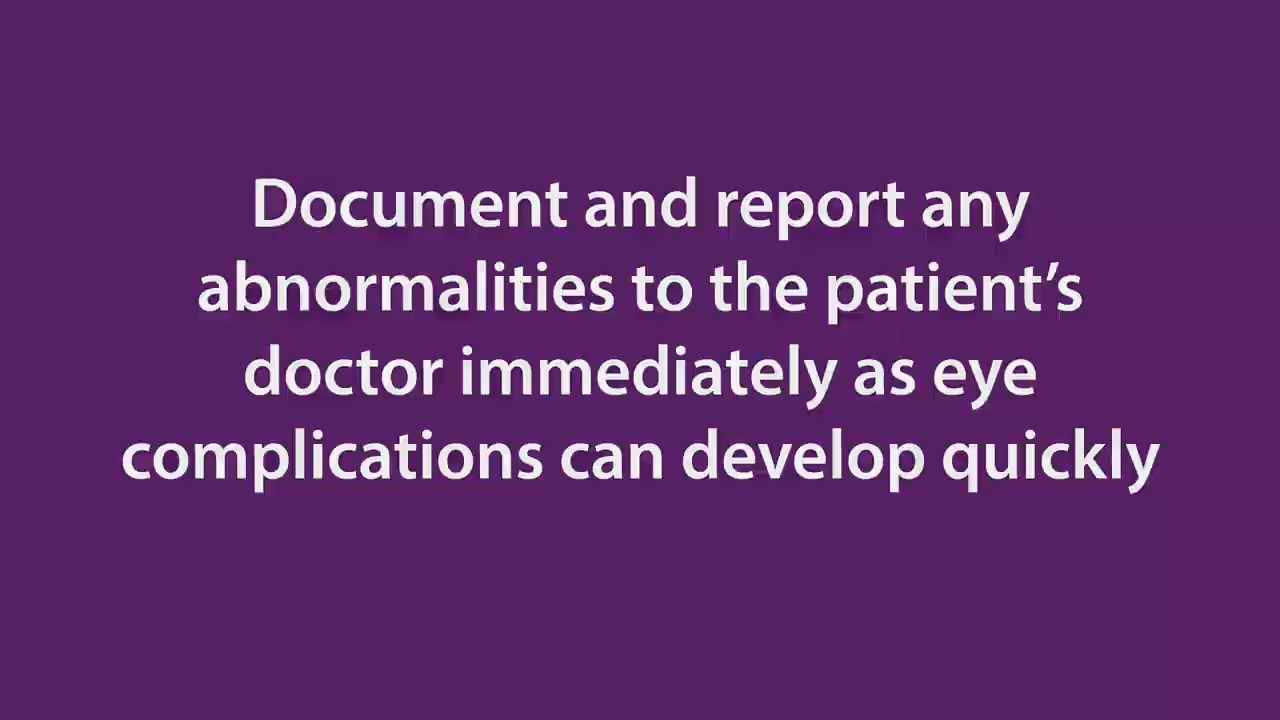 Document and report any
abnormalities to the patient’s
doctor immediately as eye
complications can develop quickly